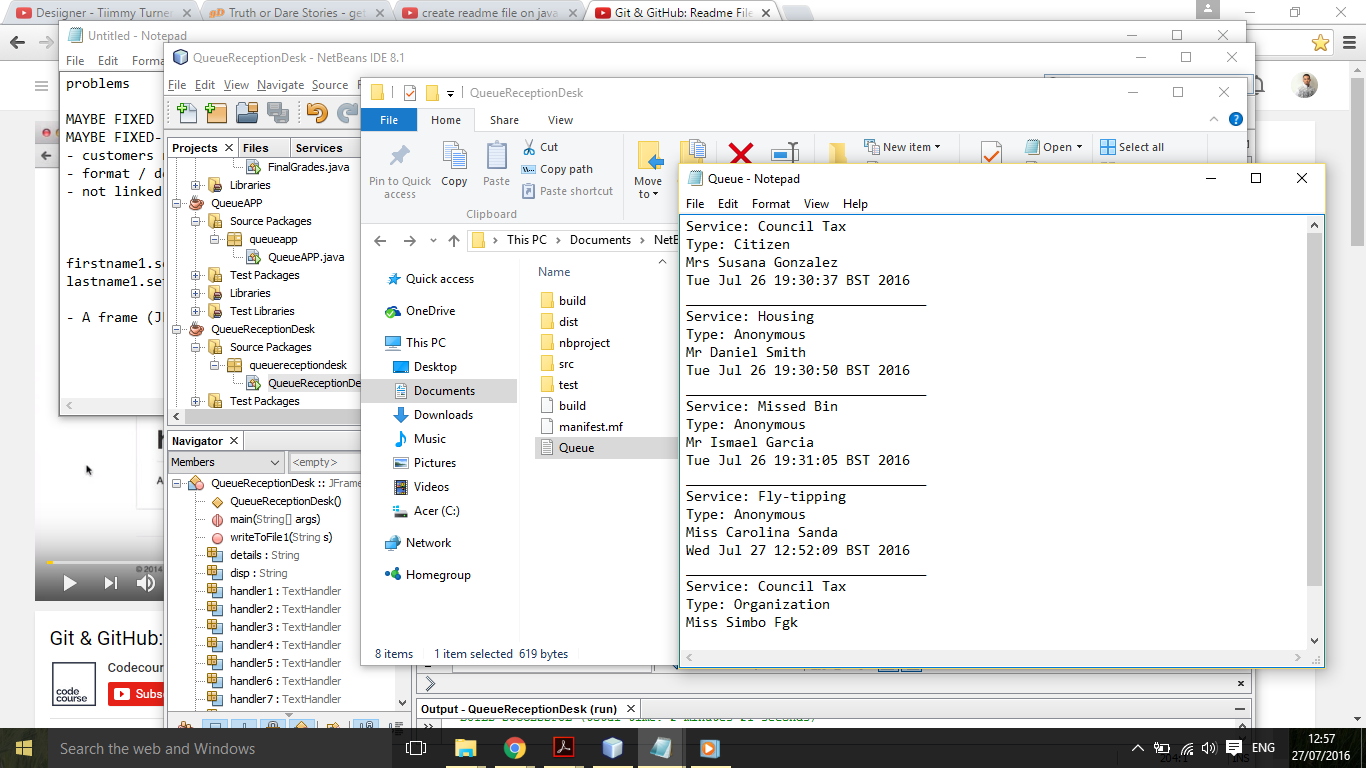 Desiigner - Tiimmy Turner
Truth or Dare Stories - get
create readme file on java
Git & GitHub: Readme File
Untitled - Notepad
File Edit Forma
problems
MAYBE FIXED
MAYBE FIXED-
- customers
- format / de
- not linked
firstname1.se
lastname1.set
- A frame (JF
QueueReceptionDesk - NetBeans IDE 8.1
File Edit View Navigate Source
Projects Files Services
FinalGrades.java
Libraries
QueueAPP
Source Packages
queueapp
QueueAPP.java
Test Packages
Libraries
Test Libraries
QueueReceptionDesk
Source Packages
queuereceptiondesk
QueueReceptionDe
Test Packages
Navigator
Members <empty>
QueueReceptionDesk :: JFrame
QueueReceptionDesk()
main(String[] args)
writeToFile1(String s)
details : String
disp : String
handler1 : TextHandler
handler2 : TextHandler
handler3 : TextHandler
handler4 : TextHandler
handler5 : TextHandler
handler6 : TextHandler
handler7 : TextHandler
QueueReceptionDesk
File Home Share View
Pin to Quick access
Copy
Paste
Cut
Copy path
Paste shortcut
Clipboard
Move to
New item
Open
Select all
This PC Documents NetB
Quick access
OneDrive
This PC
Desktop
Documents
Downloads
Music
Pictures
Videos
Acer (C:)
Network
Homegroup
Name
build
dist
nbproject
src
test
build
manifest.mf
Queue
8 items 1 item selected 619 bytes
Queue - Notepad
File Edit Format View Help
Service: Council Tax
Type: Citizen
Mrs Susana Gonzalez
Tue Jul 26 19:30:37 BST 2016
______________________________
Service: Housing
Type: Anonymous
Mr Daniel Smith
Tue Jul 26 19:30:50 BST 2016
______________________________
Service: Missed Bin
Type: Anonymous
Mr Ismael Garcia
Tue Jul 26 19:31:05 BST 2016
______________________________
Service: Fly-tipping
Type: Anonymous
Miss Carolina Sanda
Wed Jul 27 12:52:09 BST 2016
______________________________
Service: Council Tax
Type: Organization
Miss Simbo Fgk
© 2014
Git & GitHub:
code course
Codecour
Subs
Output - QueueReceptionDesk (run)
Search the web and Windows
ENG
12:57
27/07/2016